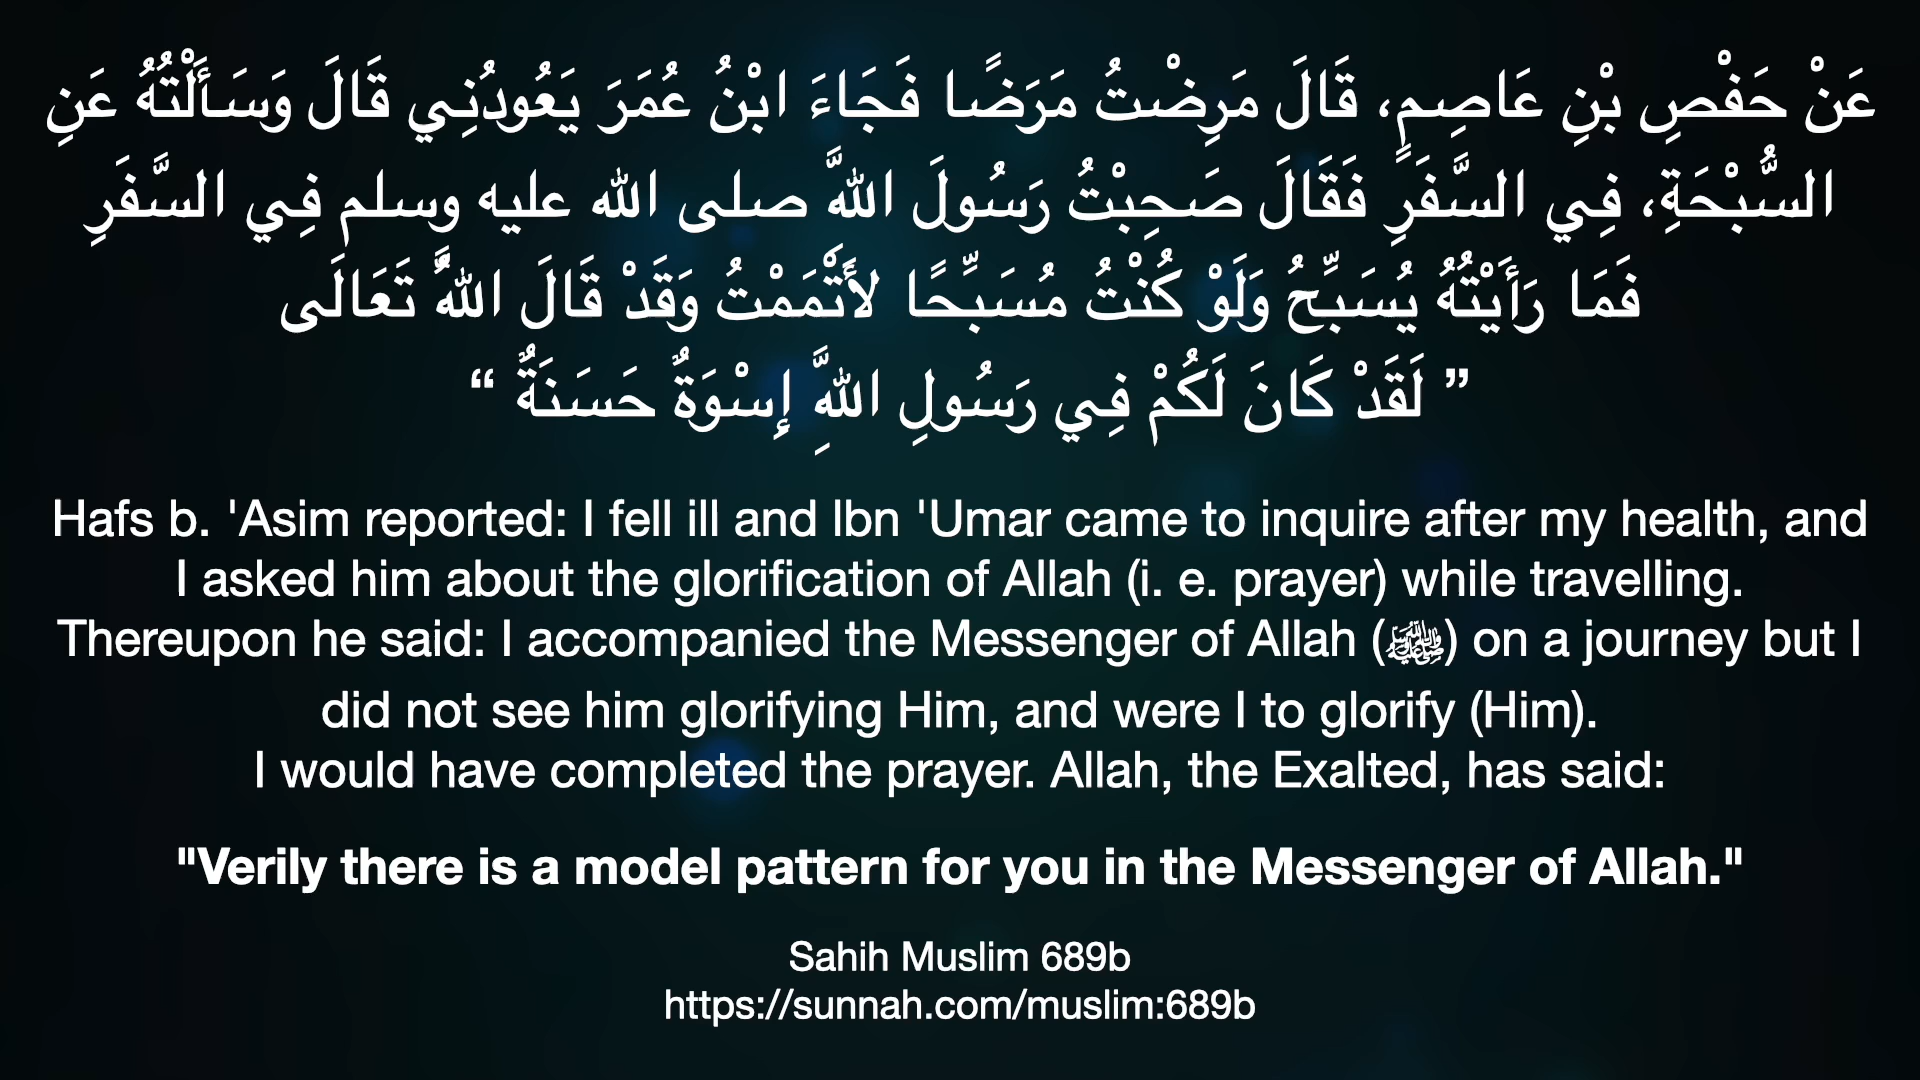 عَنْ حَفْصِ بْنِ عَاصِمٍ، قَالَ مَرِضْتُ مَرَضًا فَجَاءَ ابْنُ عُمَرَ يَعُودُنِي قَالَ وَسَأَلْتُهُ عَنِ
السُّبْحَةِ، فِي السَّفَرِ فَقَالَ صَحِبْتُ رَسُولَ اللَّهِ صلى الله عليه وسلم فِي السَّفَرِ
فَمَا رَأَيْتُهُ يُسَبِّحُ وَلَوْ كُنْتُ مُسَبِّحًا لأَتْمَمْتُ وَقَدْ قَالَ اللَّهُ تَعَالَى
” لَقَدْ كَانَ لَكُمْ فِي رَسُولِ اللَّهِ إِسْوَةٌ حَسَنَةٌ “
Hafs b. 'Asim reported: I fell ill and Ibn 'Umar came to inquire after my health, and
I asked him about the glorification of Allah (i. e. prayer) while travelling.
Thereupon he said: I accompanied the Messenger of Allah (ﷺ) on a journey but I
did not see him glorifying Him, and were I to glorify (Him).
I would have completed the prayer. Allah, the Exalted, has said:
"Verily there is a model pattern for you in the Messenger of Allah."
Sahih Muslim 689b
https://sunnah.com/muslim:689b